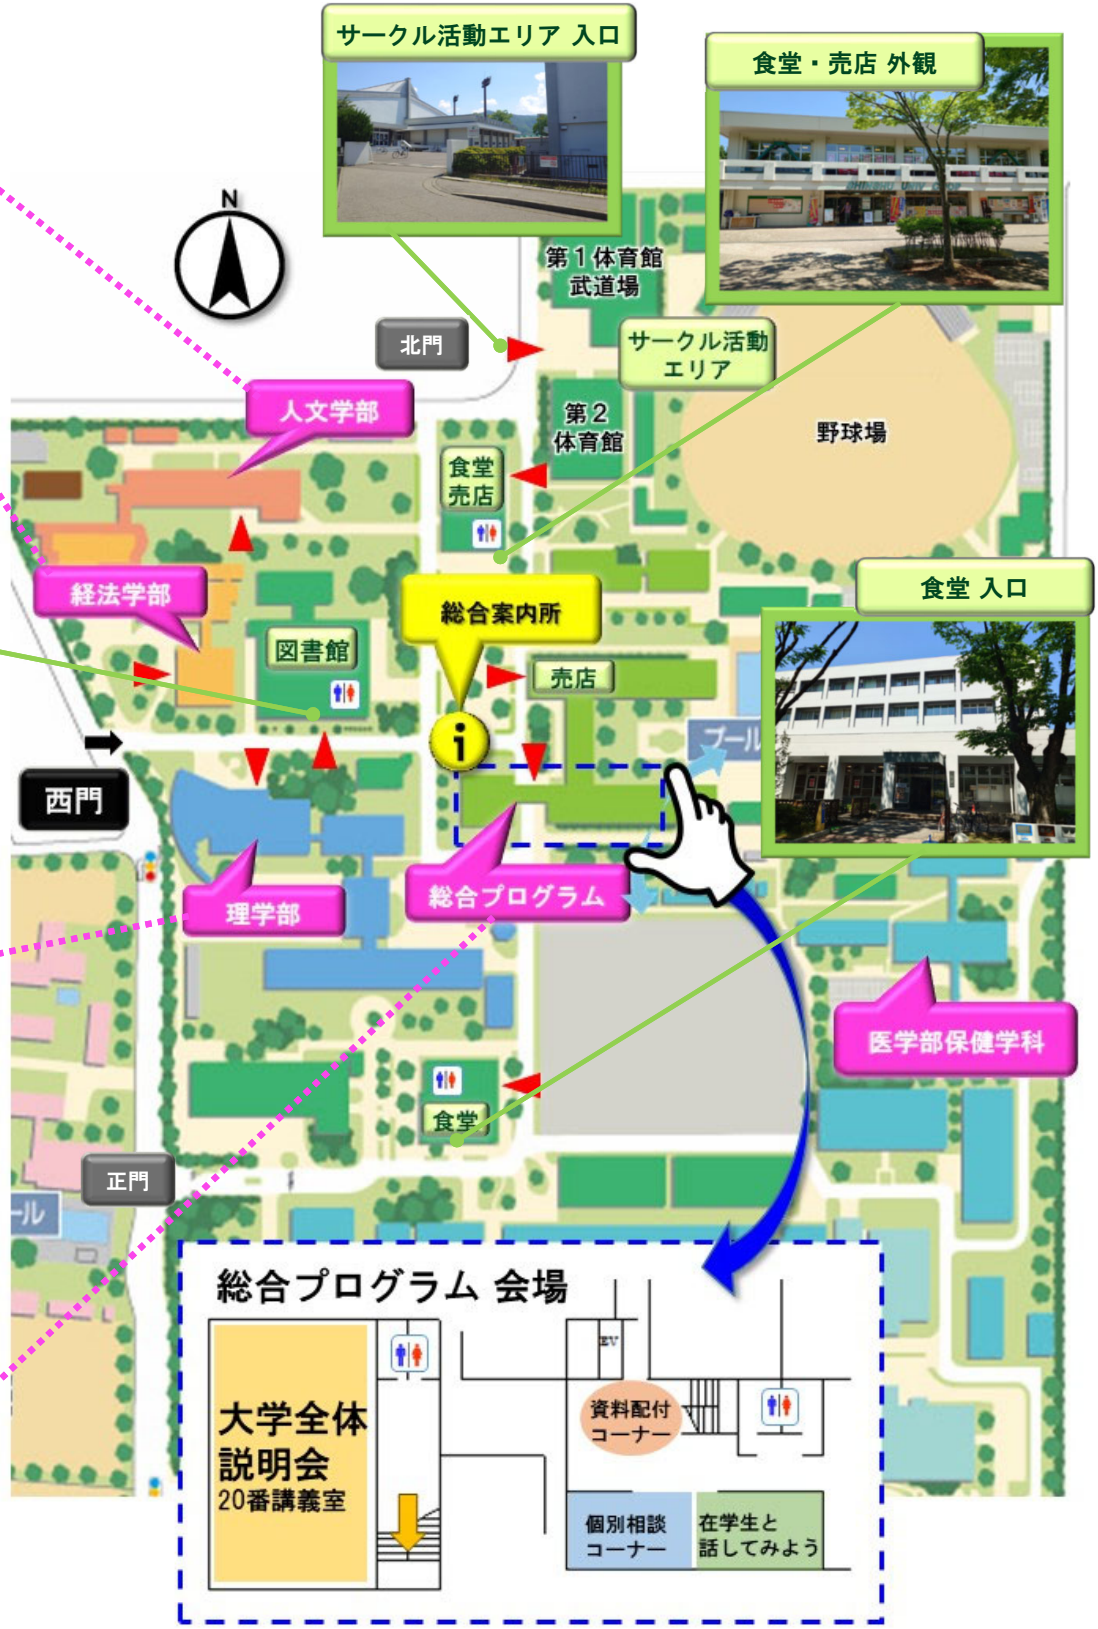 サークル活動エリア 入口
食堂・売店 外観
SHINSHU UNIV. COOP
N
第1体育館
武道場
北門
サークル活動
エリア
人文学部
第2
体育館
野球場
食堂
売店
経法学部
食堂 入口
総合案内所
図書館
売店
i
プール
西門
総合プログラム
理学部
医学部保健学科
食堂
正門
ール
総合プログラム 会場
EV
大学全体
説明会
20番講義室
資料配付
コーナー
個別相談
コーナー
在学生と
話してみよう